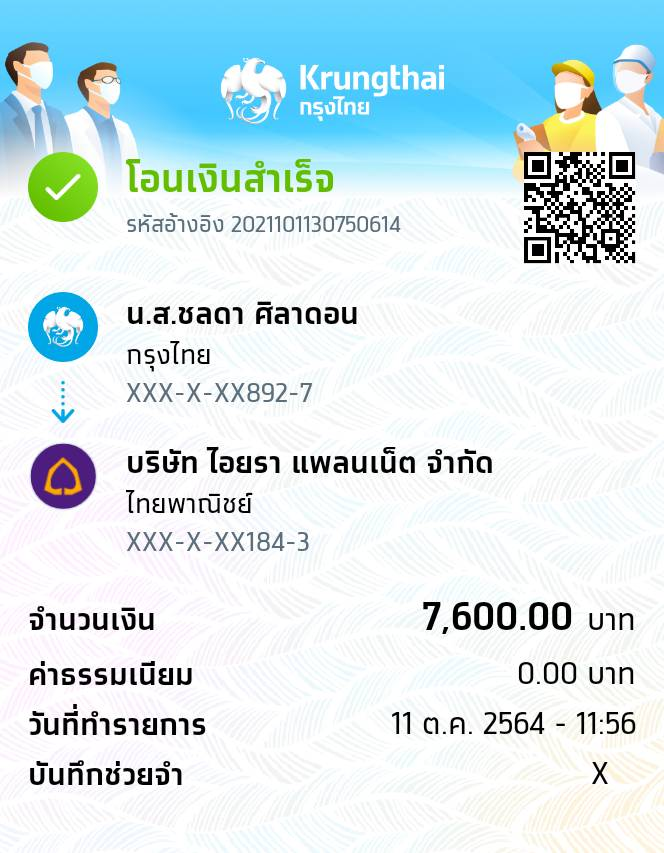 Krungthai
กรุงไทย
โอนเงินสำเร็จ
รหัสอ้างอิง 2021101130750614
น.ส.ชลดา ศิลาดอน
กรุงไทย
XXX-X-XX892-7
บริษัท ไอยรา แพลนเน็ต จำกัด
ไทยพาณิชย์
XXX-X-XX184-3
จำนวนเงิน 7,600.00 บาท
ค่าธรรมเนียม 0.00 บาท
วันที่ทำรายการ 11 ต.ค. 2564 - 11:56
บันทึกช่วยจำ X